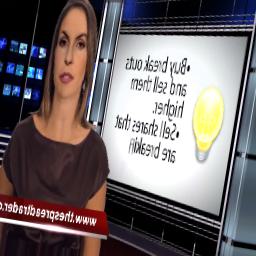 •Buy break outs
and sell them
higher.
•Sell shares that
are breakin
www.thespreadtrader.c